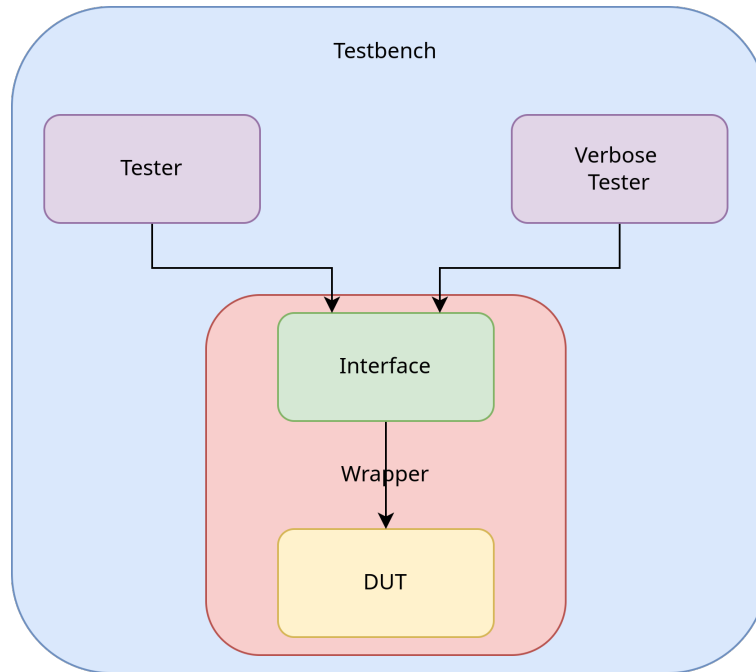 Testbench
Tester
Verbose
Tester
Interface
Wrapper
DUT